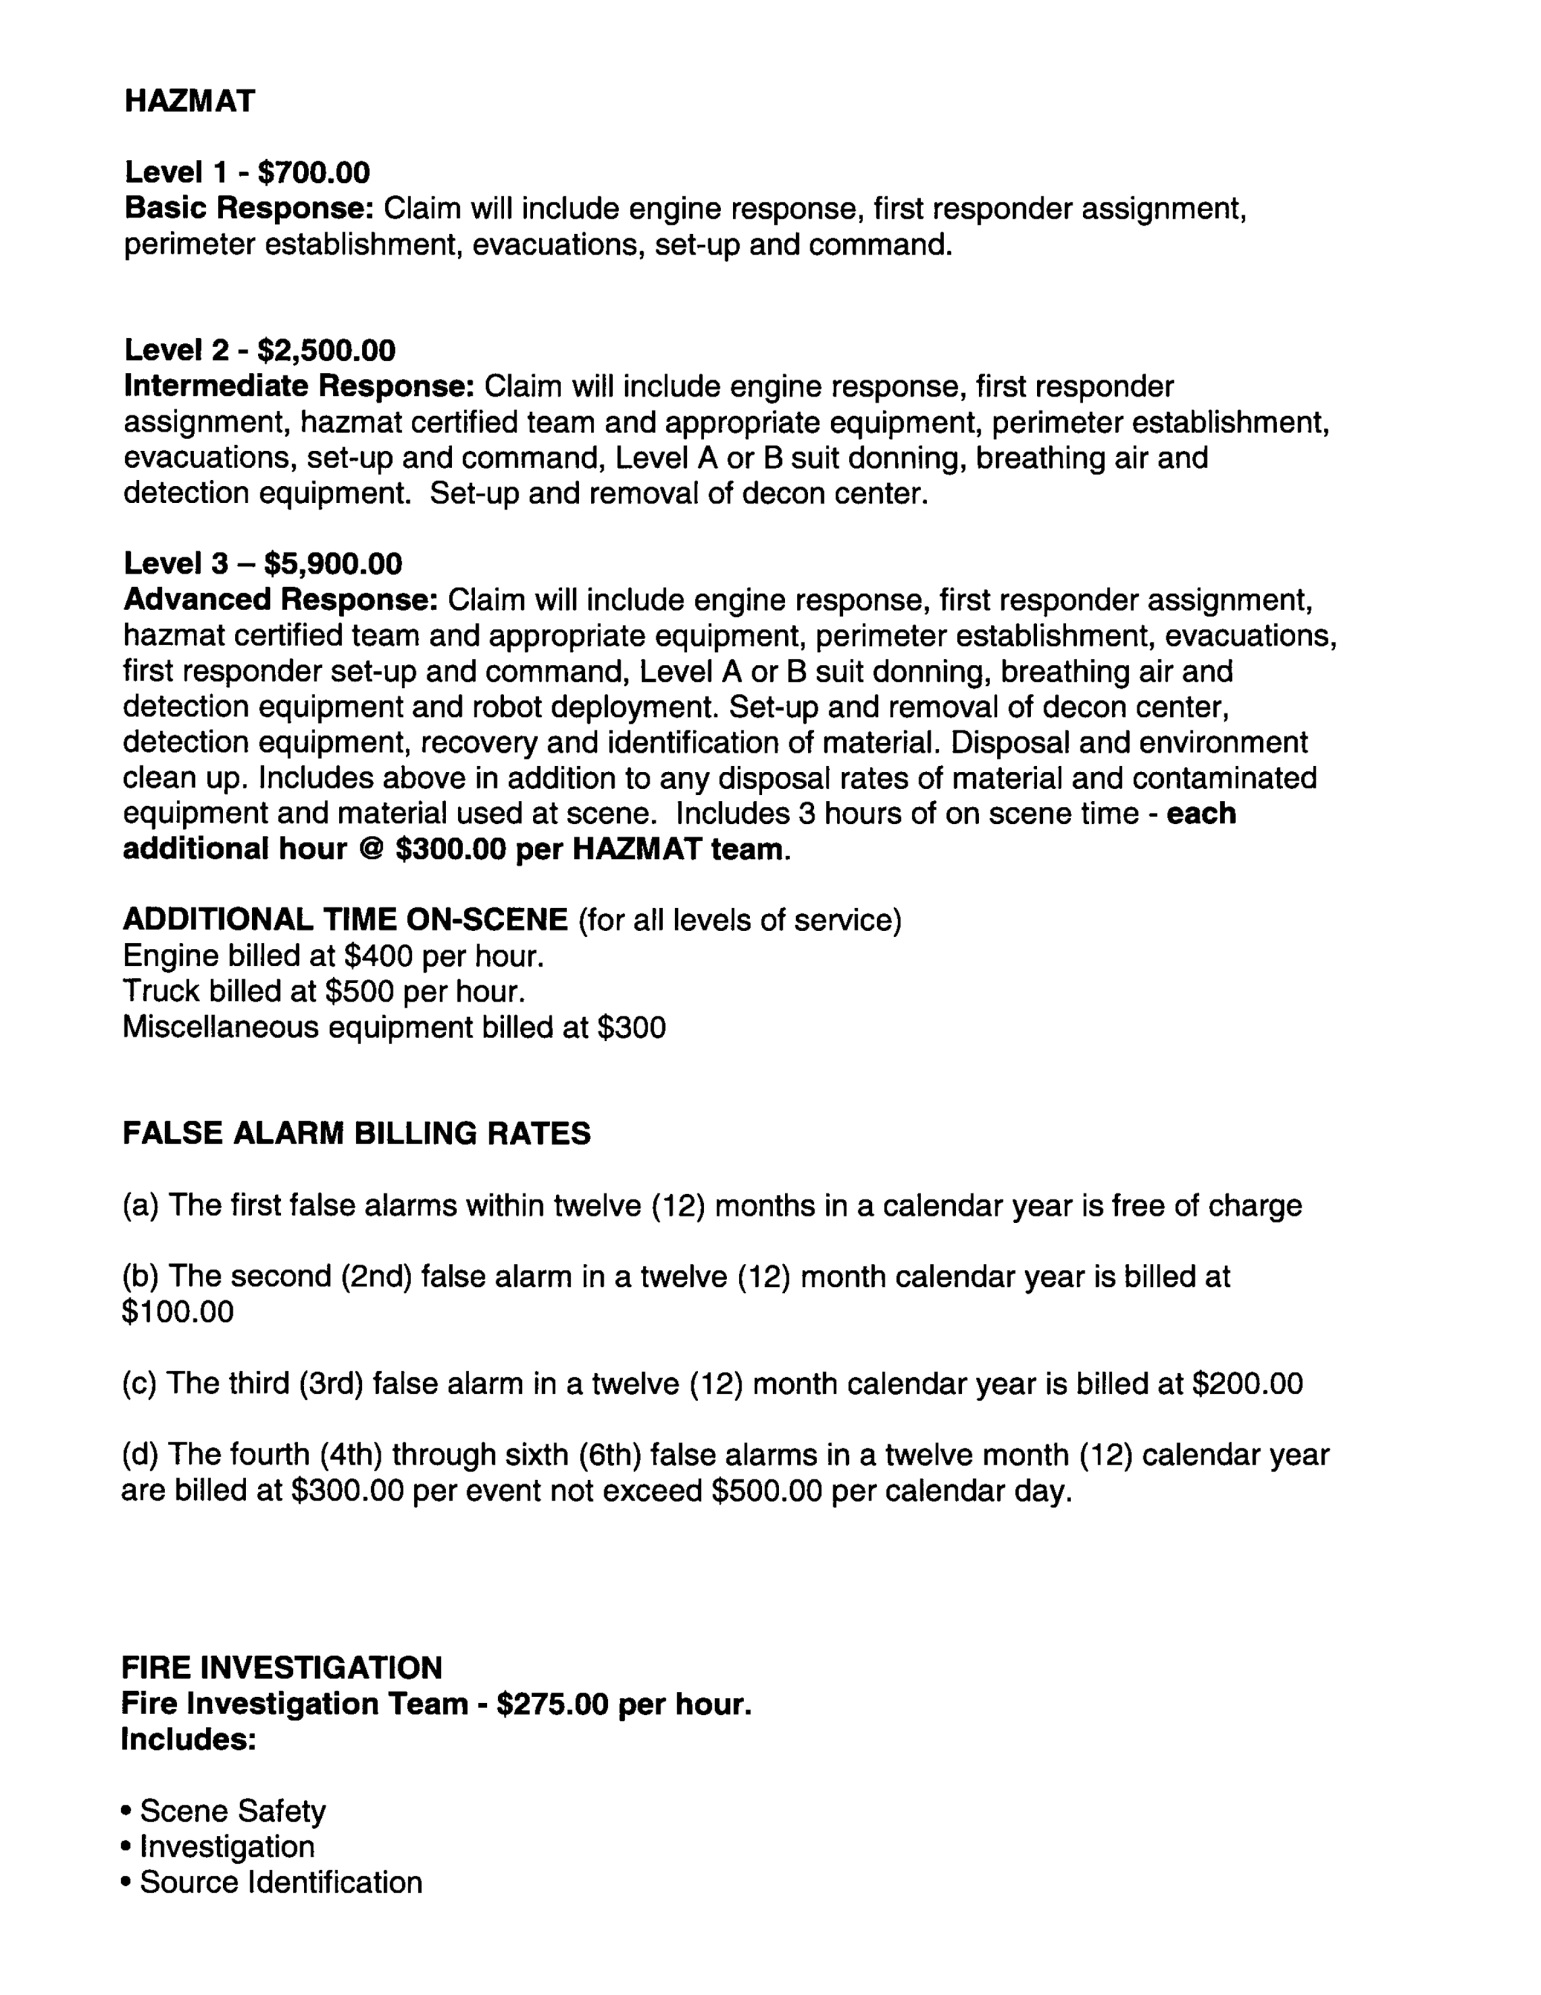 HAZMAT
Level 1 - $700.00
Basic Response: Claim will include engine response, first responder assignment,
perimeter establishment, evacuations, set-up and command.
Level 2 - $2,500.00
Intermediate Response: Claim will include engine response, first responder
assignment, hazmat certified team and appropriate equipment, perimeter establishment,
evacuations, set-up and command, Level A or B suit donning, breathing air and
detection equipment.  Set-up and removal of decon center.
Level 3 – $5,900.00
Advanced Response: Claim will include engine response, first responder assignment,
hazmat certified team and appropriate equipment, perimeter establishment, evacuations,
first responder set-up and command, Level A or B suit donning, breathing air and
detection equipment and robot deployment. Set-up and removal of decon center,
detection equipment, recovery and identification of material. Disposal and environment
clean up. Includes above in addition to any disposal rates of material and contaminated
equipment and material used at scene.  Includes 3 hours of on scene time - each
additional hour @ $300.00 per HAZMAT team.
ADDITIONAL TIME ON-SCENE (for all levels of service)
Engine billed at $400 per hour.
Truck billed at $500 per hour.
Miscellaneous equipment billed at $300
FALSE ALARM BILLING RATES
(a) The first false alarms within twelve (12) months in a calendar year is free of charge
(b) The second (2nd) false alarm in a twelve (12) month calendar year is billed at
$100.00
(c) The third (3rd) false alarm in a twelve (12) month calendar year is billed at $200.00
(d) The fourth (4th) through sixth (6th) false alarms in a twelve month (12) calendar year
are billed at $300.00 per event not exceed $500.00 per calendar day.
FIRE INVESTIGATION
Fire Investigation Team - $275.00 per hour.
Includes:
• Scene Safety
• Investigation
• Source Identification